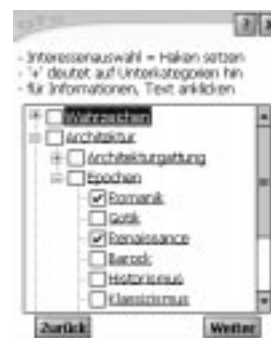 - Interessenauswahl = Haken setzen
- '+' deutet auf Unterkategorien hin
- für Informationen, Text anklicken
Wahrzeichen
Architektur
Architekturgattung
Epochen
Romanik
Gotik
Renaissance
Barock
Historismus
Klassizismus
Zurück Weiter